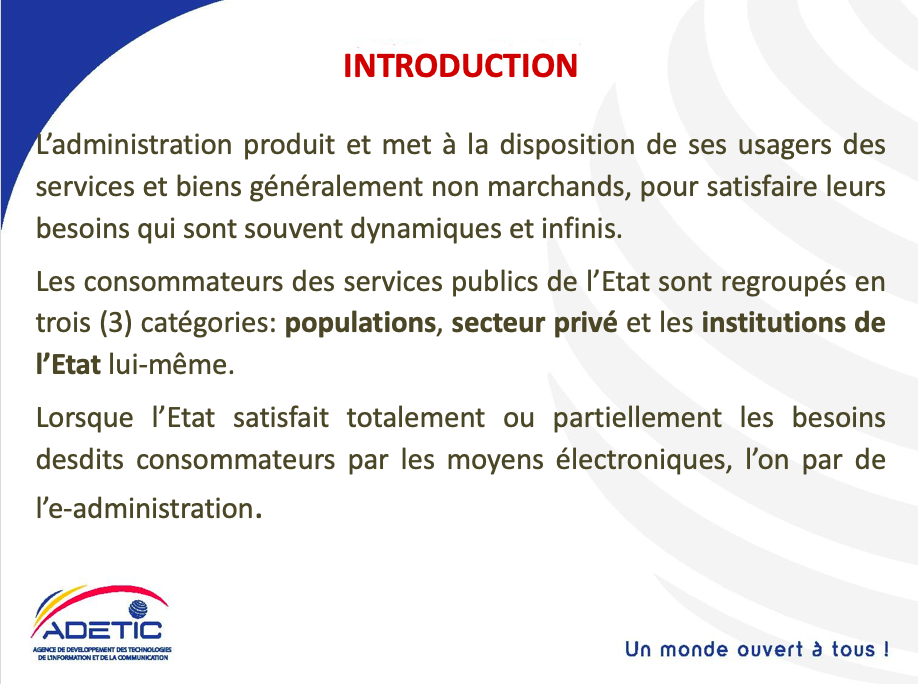 INTRODUCTION
L’administration produit et met à la disposition de ses usagers des
services et biens généralement non marchands, pour satisfaire leurs
besoins qui sont souvent dynamiques et infinis.
Les consommateurs des services publics de l’Etat sont regroupés en
trois (3) catégories: populations, secteur privé et les institutions de
l’Etat lui-même.
Lorsque l’Etat satisfait totalement ou partiellement les besoins
desdits consommateurs par les moyens électroniques, l’on par de
l’e-administration.
ADETIC
AGENCE DE DEVELOPPEMENT DES TECHNOLOGIES
DE L'INFORMATION ET DE LA COMMUNICATION
Un monde ouvert à tous !